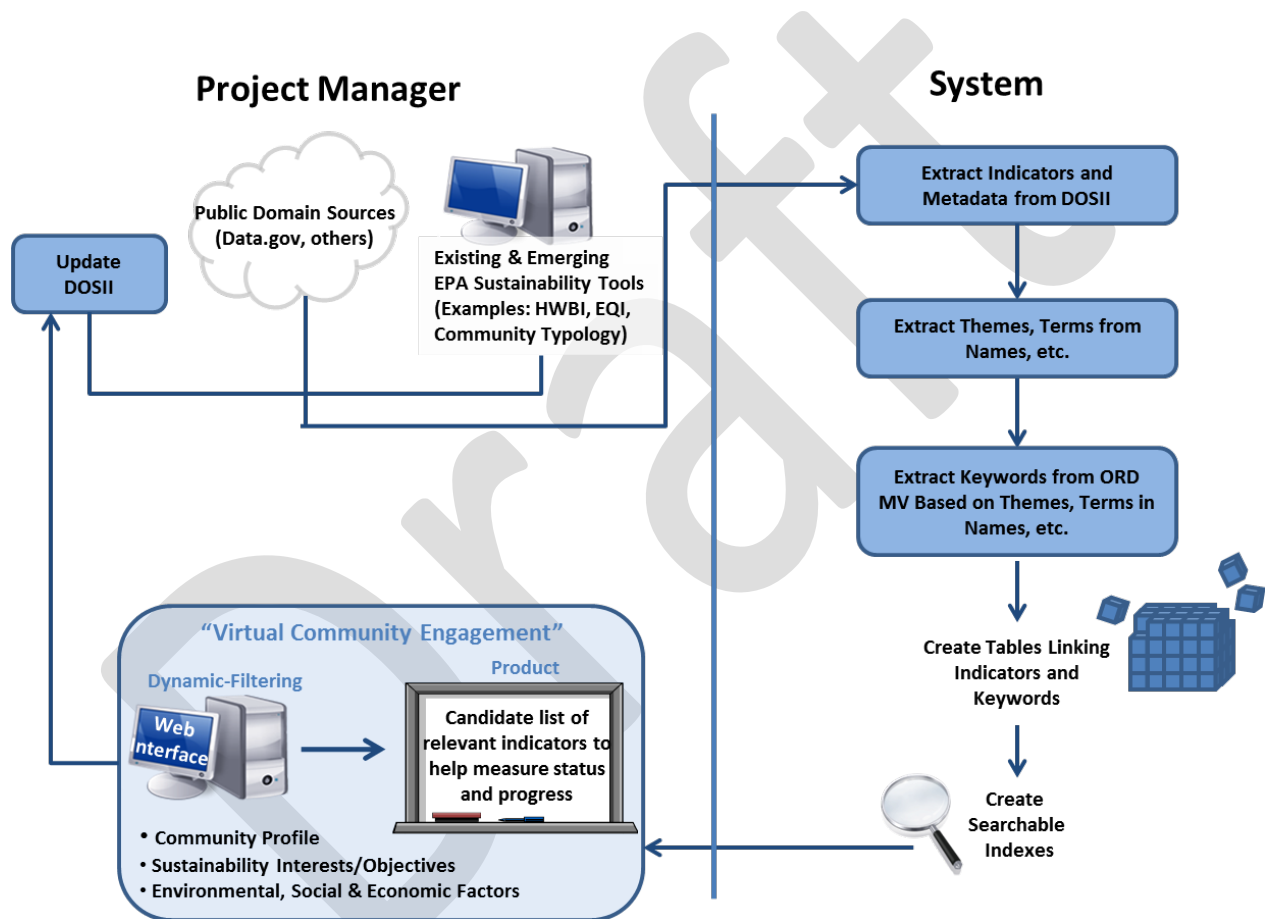 Project Manager
System
Public Domain Sources
(Data.gov, others)
Existing & Emerging
EPA Sustainability Tools
(Examples: HWBI, EQI,
Community Typology)
Update
DOSII
Extract Indicators and
Metadata from DOSII
Extract Themes, Terms from
Names, etc.
Extract Keywords from ORD
MV Based on Themes, Terms in
Names, etc.
Create Tables Linking
Indicators and
Keywords
Create
Searchable
Indexes
“Virtual Community Engagement”
Dynamic-Filtering
Product
Web
Interface
Candidate list of
relevant indicators to
help measure status
and progress
• Community Profile
• Sustainability Interests/Objectives
• Environmental, Social & Economic Factors
Draft